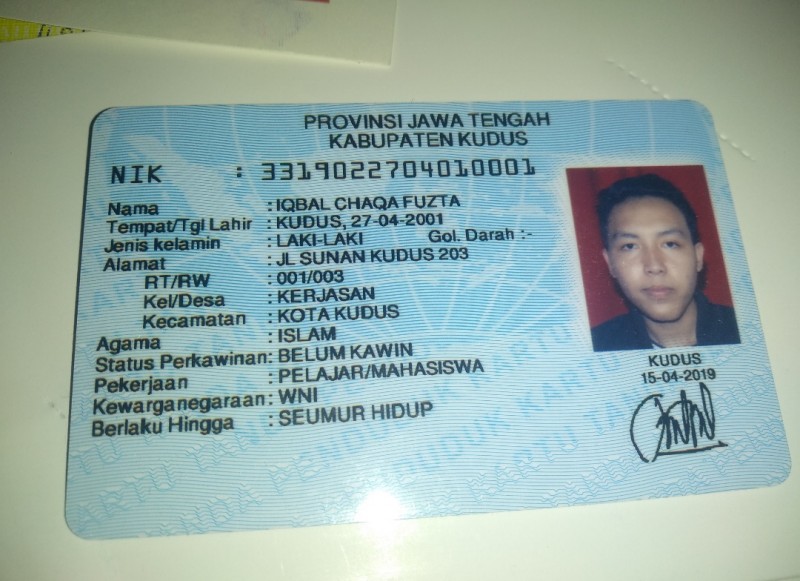 PROVINSI JAWA TENGAH
KABUPATEN KUDUS
NIK : 3319022704010001
Nama : IQBAL CHAQA FUZTA
Tempat/Tgl Lahir : KUDUS, 27-04-2001
Jenis kelamin : LAKI-LAKI Gol. Darah :-
Alamat : JL SUNAN KUDUS 203
RT/RW : 001/003
Kel/Desa : KERJASAN
Kecamatan : KOTA KUDUS
Agama : ISLAM
Status Perkawinan: BELUM KAWIN
Pekerjaan : PELAJAR/MAHASISWA
Kewarganegaraan: WNI
Berlaku Hingga : SEUMUR HIDUP
KUDUS
15-04-2019